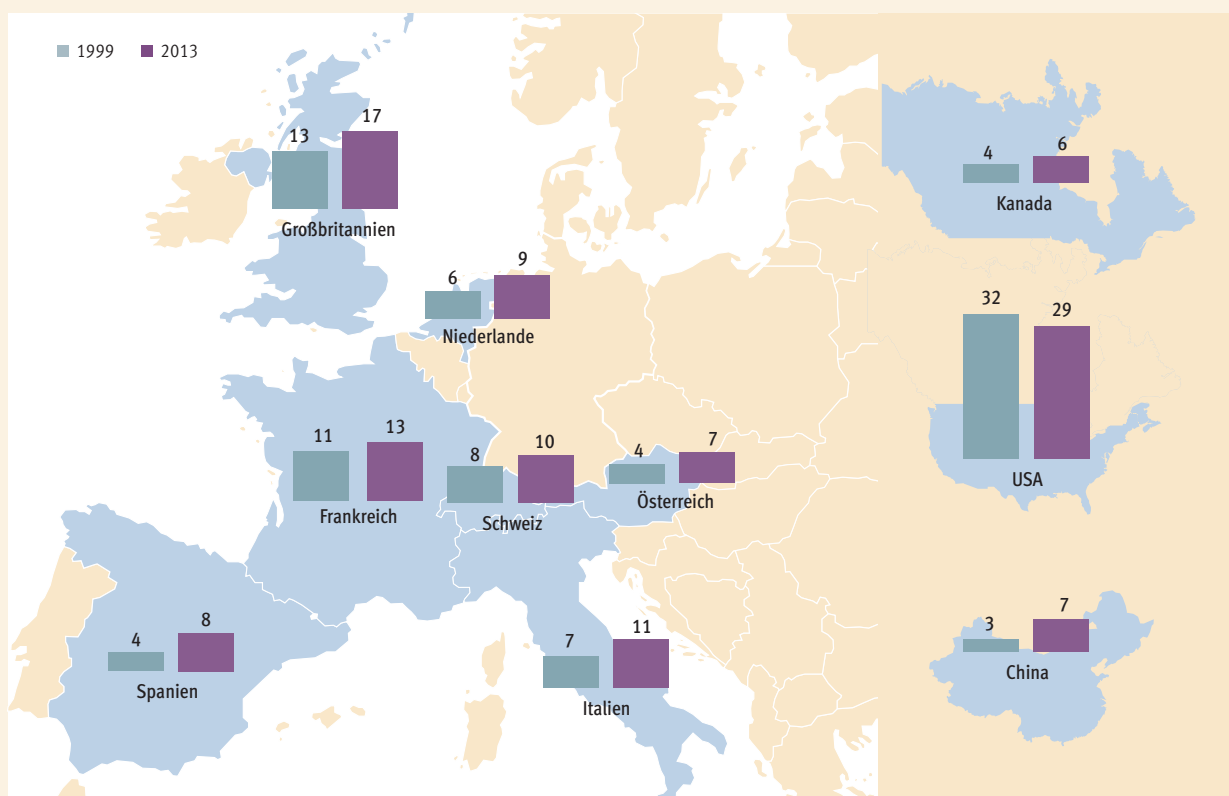 1999 2013
13 17
Großbritannien
6 9
Niederlande
11 13
Frankreich
8 10
Schweiz
4 7
Österreich
4 8
Spanien
7 11
Italien
4 6
Kanada
32 29
USA
3 7
China